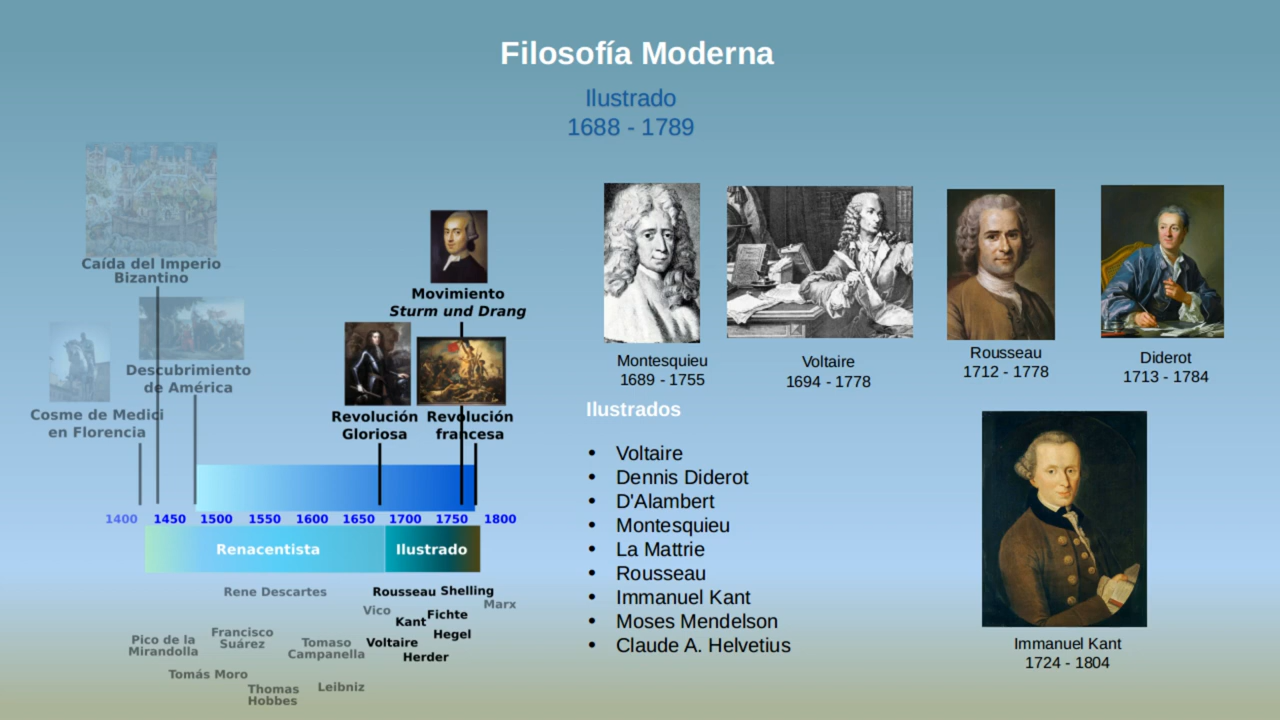 Filosofía Moderna
Ilustrado
1688 - 1789
Caída del Imperio
Bizantino
Descubrimiento
de América
Cosme de Medici
en Florencia
Movimiento
Sturm und Drang
Revolución
Gloriosa
Revolución
francesa
1400 1450 1500 1550 1600 1650 1700 1750 1800
Renacentista
Ilustrado
Rene Descartes
Rousseau
Shelling
Vico
Marx
Kant
Fichte
Pico de la
Mirandolla
Francisco
Suárez
Tomaso
Campanella
Voltaire
Hegel
Herder
Tomás Moro
Thomas
Hobbes
Leibniz
Montesquieu
1689 - 1755
Voltaire
1694 - 1778
Rousseau
1712 - 1778
Diderot
1713 - 1784
Ilustrados
• Voltaire
• Dennis Diderot
• D'Alambert
• Montesquieu
• La Mattrie
• Rousseau
• Immanuel Kant
• Moses Mendelson
• Claude A. Helvetius
Immanuel Kant
1724 - 1804